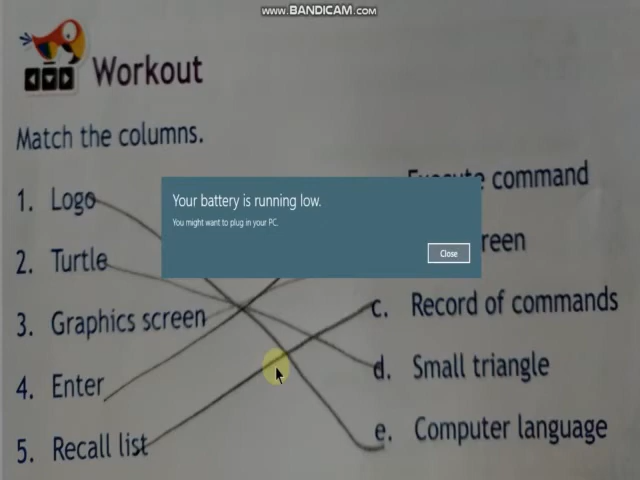 www.BANDICAM.com
Workout
Match the columns.
1. Logo
command
2. Turtle
3. Graphics screen
c. Record of commands
4. Enter
d. Small triangle
5. Recall list
e. Computer language
Your battery is running low.
You might want to plug in your PC.
Close